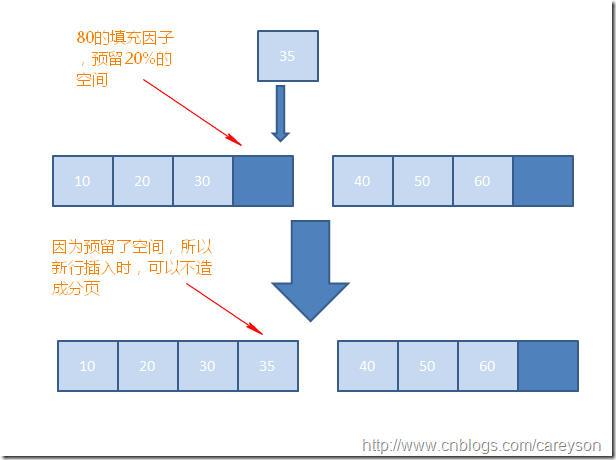 80的填充因子
，预留20%的
空间
35
10 20 30 40 50 60
因为预留了空间，所以
新行插入时，可以不造
成分页
10 20 30 35 40 50 60
http://www.cnblogs.com/careyson